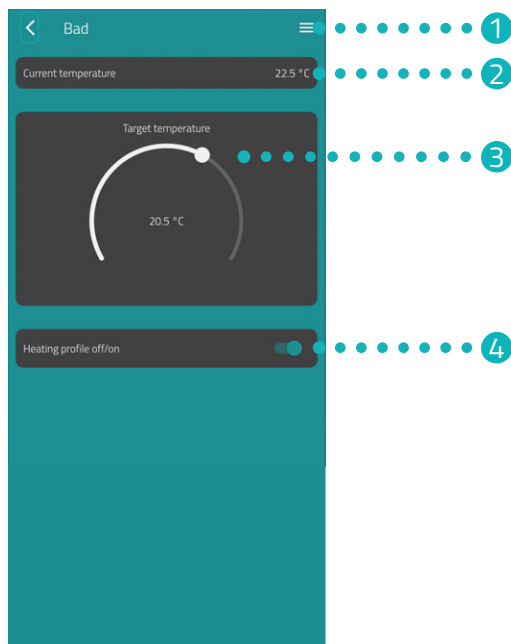 Bad
1
Current temperature 22.5 °C
2
Target temperature
3
20.5 °C
Heating profile off/on
4